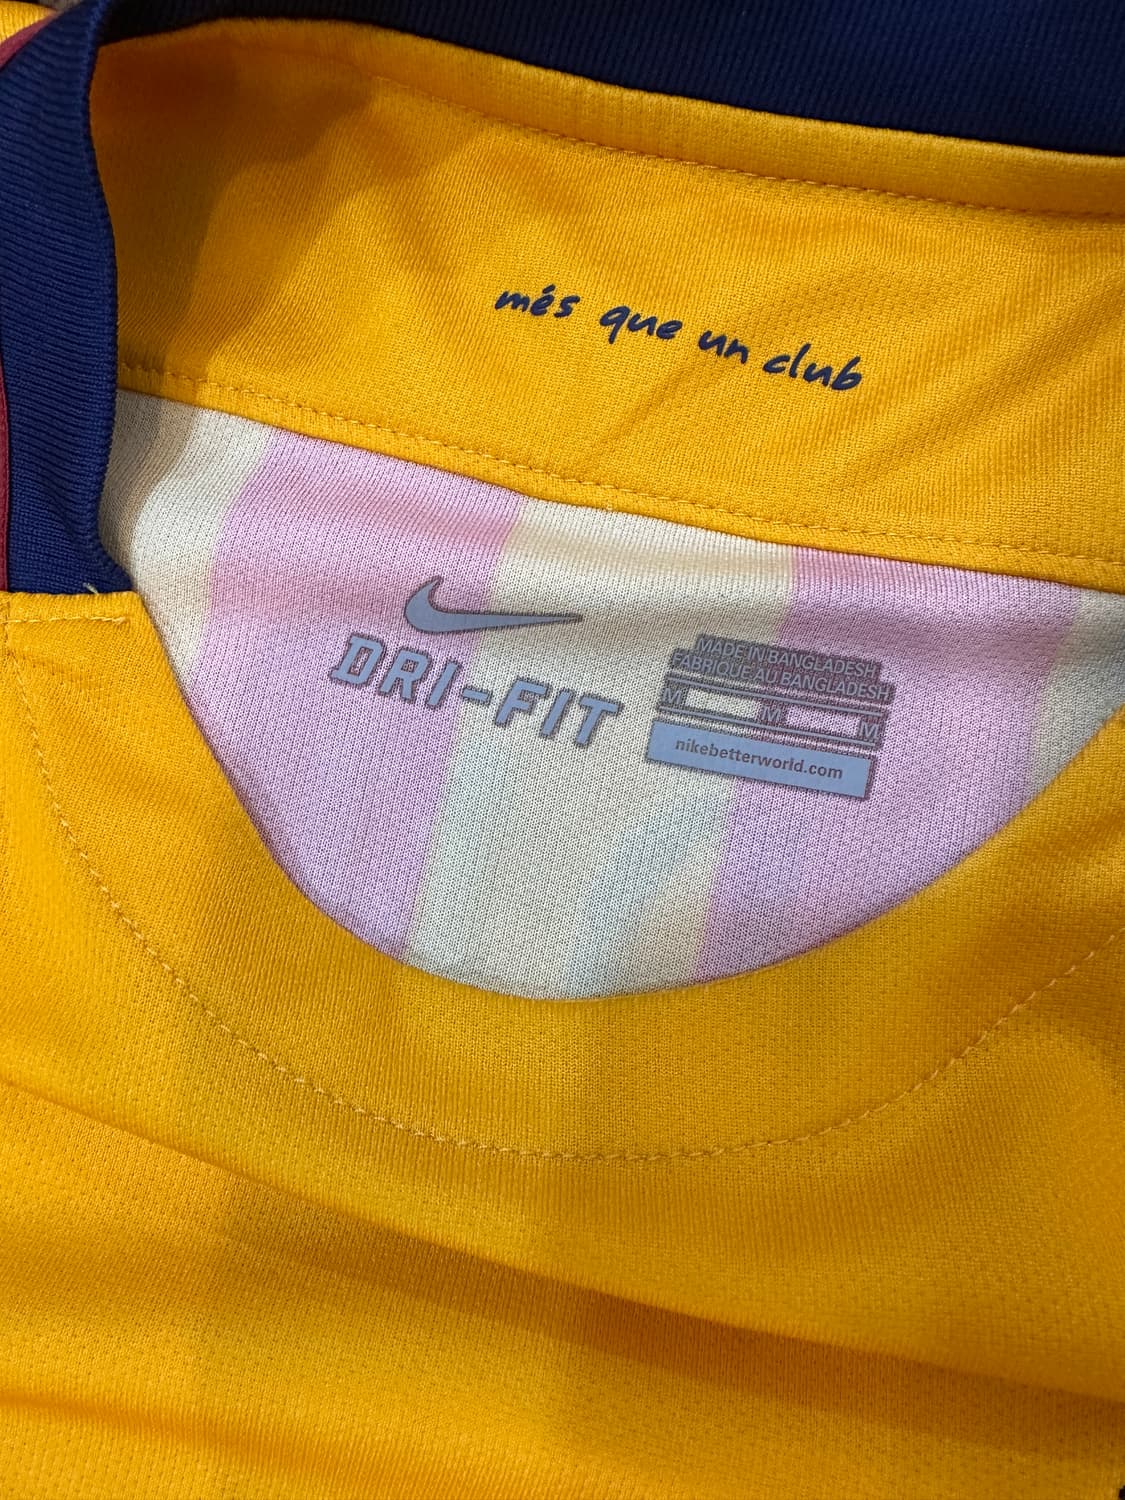 més que un club
DRI-FIT
MADE IN BANGLADESH
FABRIQUÉ AU BANGLADESH
M M M
nikebetterworld.com